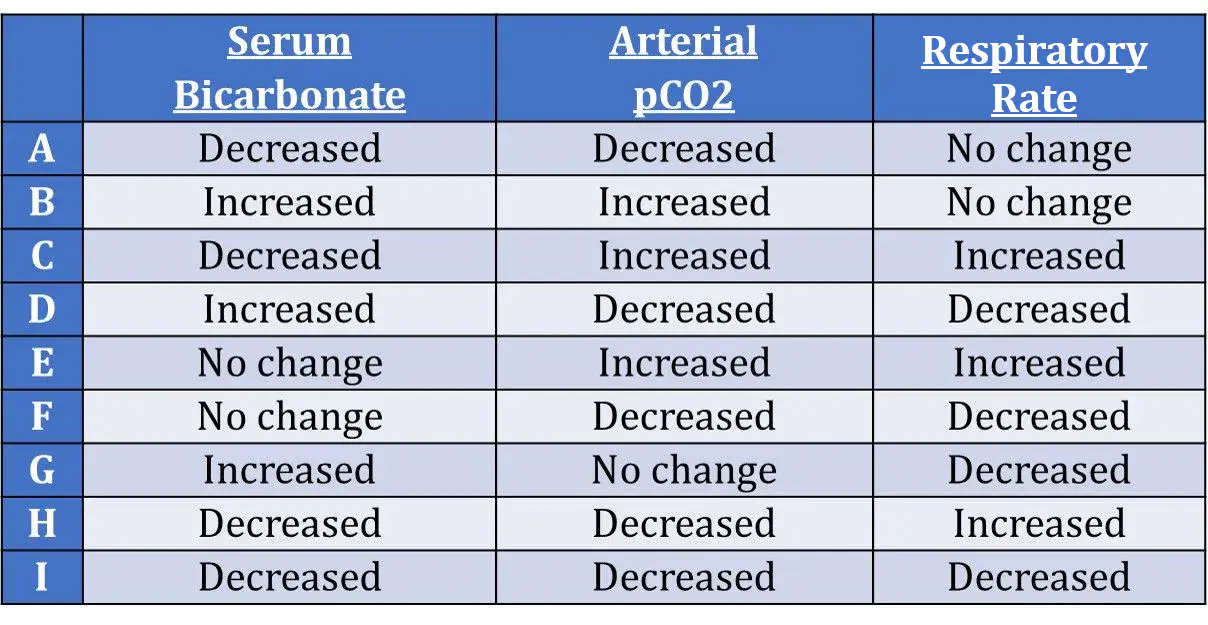 Serum Bicarbonate Arterial pCO2 Respiratory Rate
A Decreased Decreased No change
B Increased Increased No change
C Decreased Increased Increased
D Increased Decreased Decreased
E No change Increased Increased
F No change Decreased Decreased
G Increased No change Decreased
H Decreased Decreased Increased
I Decreased Decreased Decreased